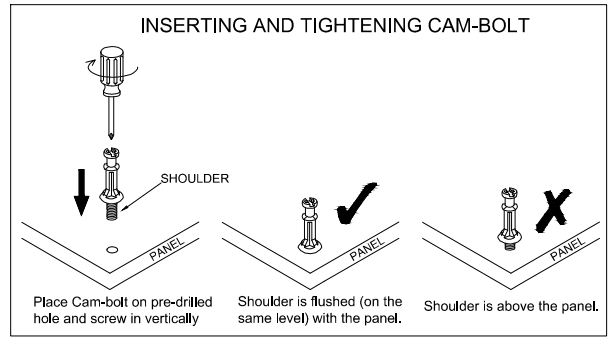 INSERTING AND TIGHTENING CAM-BOLT
SHOULDER
PANEL
Place Cam-bolt on pre-drilled
hole and screw in vertically
PANEL
Shoulder is flushed (on the
same level) with the panel.
PANEL
Shoulder is above the panel.